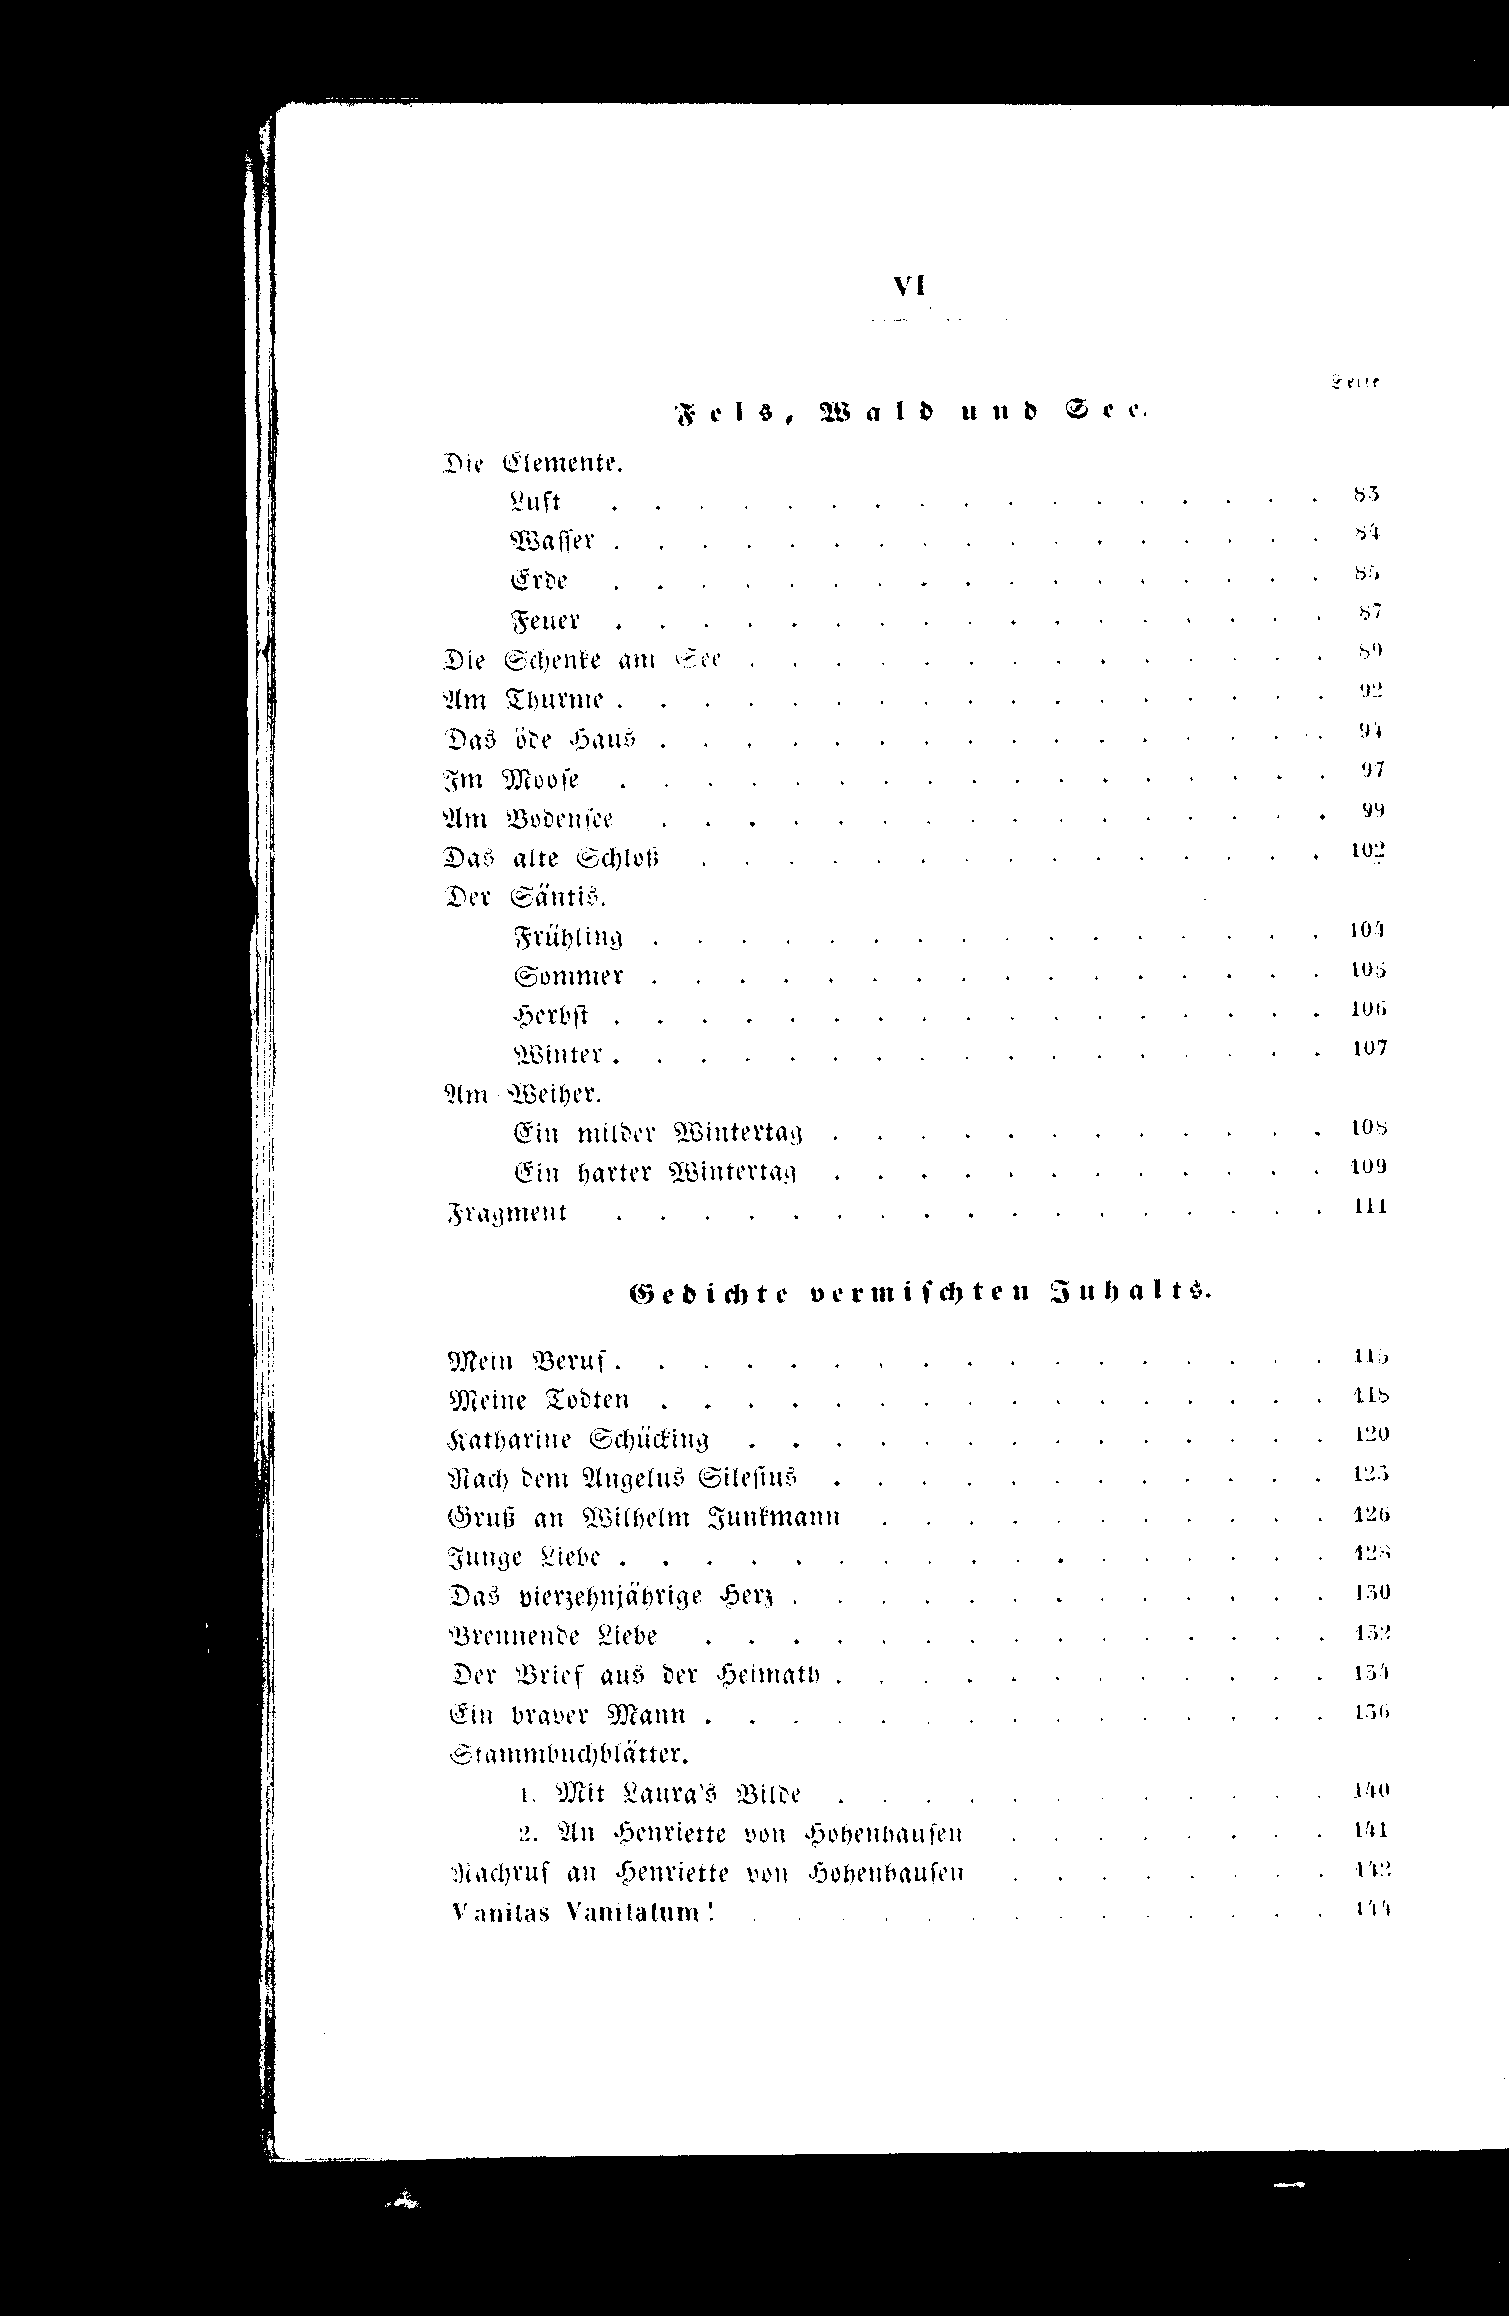 VI
Seite
Fels, Wald und See.
Die Elemente.
Luft . . . . . . . . . . . . . . . . . 83
Wasser . . . . . . . . . . . . . . . . . 84
Erde . . . . . . . . . . . . . . . . . 85
Feuer . . . . . . . . . . . . . . . . . 87
Die Schenke am See . . . . . . . . . . . . . . 89
Am Thurme . . . . . . . . . . . . . . . . . 92
Das öde Haus . . . . . . . . . . . . . . . . 94
Im Moose . . . . . . . . . . . . . . . . . 97
Am Bodensee . . . . . . . . . . . . . . . . 99
Das alte Schloß . . . . . . . . . . . . . . . 102
Der Säntis.
Frühling . . . . . . . . . . . . . . . . 104
Sommer . . . . . . . . . . . . . . . . 105
Herbst . . . . . . . . . . . . . . . . . 106
Winter . . . . . . . . . . . . . . . . . 107
Am Weiher.
Ein milder Wintertag . . . . . . . . . . . . 108
Ein harter Wintertag . . . . . . . . . . . . 109
Fragment . . . . . . . . . . . . . . . . . 111
Gedichte vermischten Inhalts.
Mein Beruf . . . . . . . . . . . . . . . . . 115
Meine Todten . . . . . . . . . . . . . . . . 118
Katharine Schücking . . . . . . . . . . . . . . 120
Nach dem Angelus Silesius . . . . . . . . . . . . 123
Gruß an Wilhelm Junkmann . . . . . . . . . . . 126
Junge Liebe . . . . . . . . . . . . . . . . . 128
Das vierzehnjährige Herz . . . . . . . . . . . . . 130
Brennende Liebe . . . . . . . . . . . . . . . 132
Der Brief aus der Heimath . . . . . . . . . . . . 134
Ein braver Mann . . . . . . . . . . . . . . . 136
Stammbuchblätter.
1. Mit Laura's Bilde . . . . . . . . . . . . 140
2. An Henriette von Hohenhausen . . . . . . . . 141
Nachruf an Henriette von Hohenhausen . . . . . . . . 142
Vanitas Vanitatum! . . . . . . . . . . . . . . 144